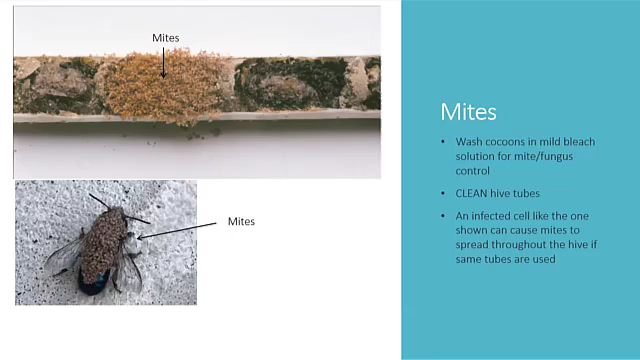 Mites
Mites
Mites
• Wash cocoons in mild bleach
solution for mite/fungus
control
• CLEAN hive tubes
• An infected cell like the one
shown can cause mites to
spread throughout the hive if
same tubes are used